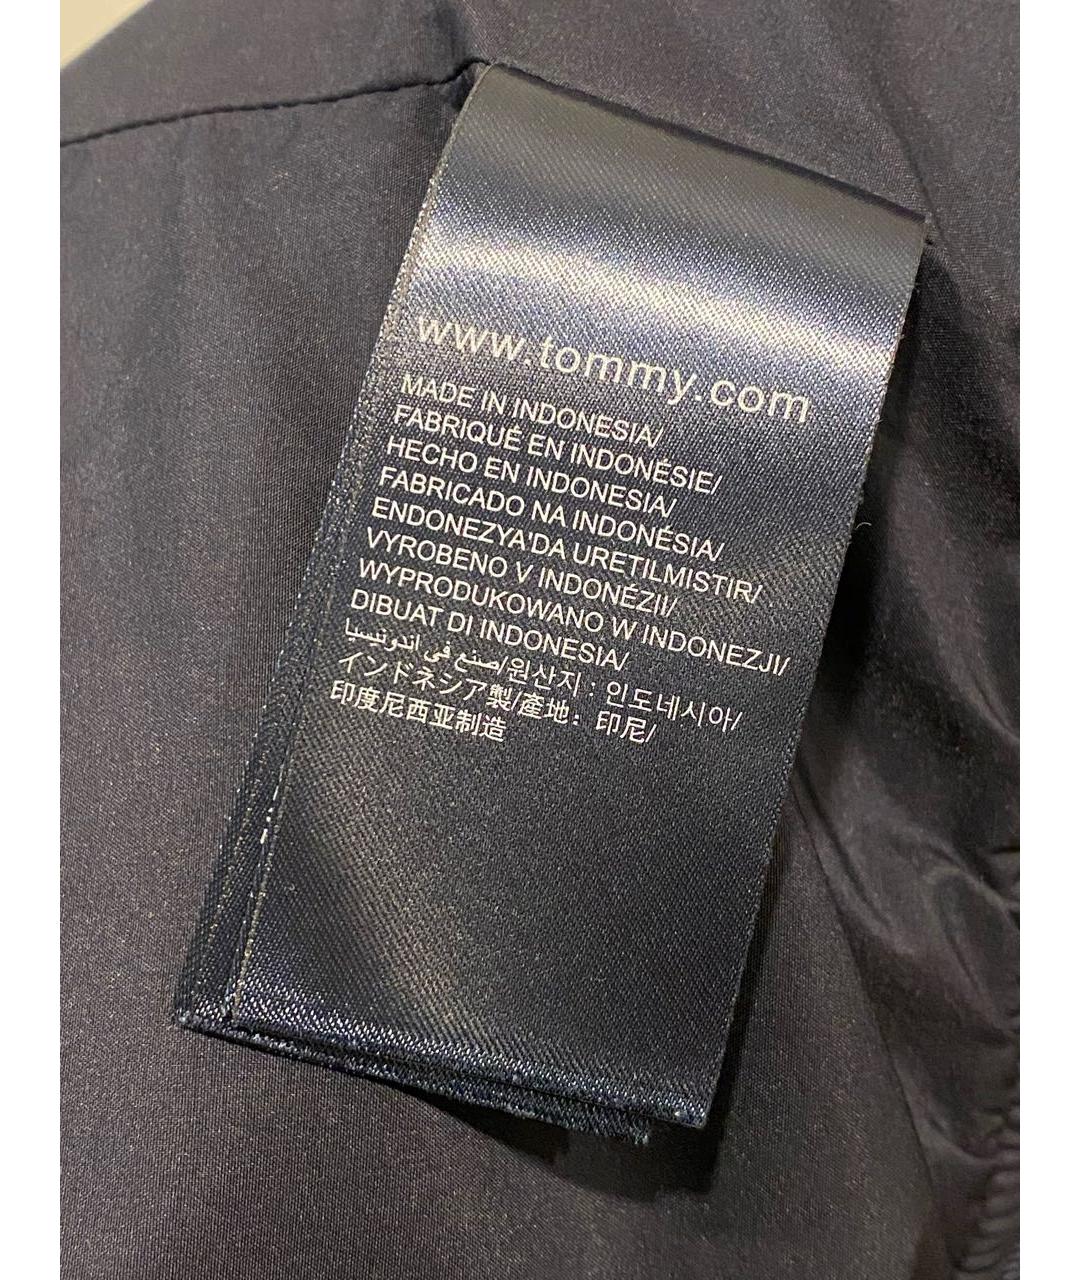 www.tommy.com
MADE IN INDONESIA/
FABRIQUÉ EN INDONÉSIE/
HECHO EN INDONESIA/
FABRICADO NA INDONÉSIA/
ENDONEZYA'DA URETILMISTIR/
VYROBENO V INDONÉZII/
WYPRODUKOWANO W INDONEZJI/
DIBUAT DI INDONESIA/
صنع في اندونيسيا/원산지 : 인도네시아/
インドネシア製/產地：印尼/
印度尼西亚制造